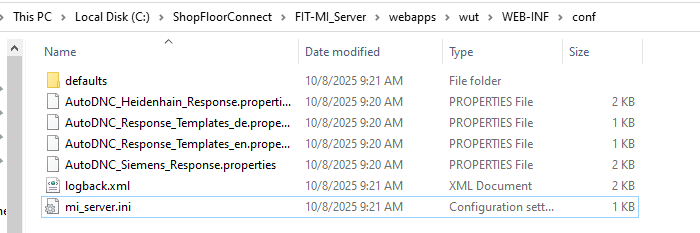 This PC > Local Disk (C:) > ShopFloorConnect > FIT-MI_Server > webapps > wut > WEB-INF > conf
Name Date modified Type Size
defaults 10/8/2025 9:21 AM File folder
AutoDNC_Heidenhain_Response.properti... 10/8/2025 9:20 AM PROPERTIES File 2 KB
AutoDNC_Response_Templates_de.prope... 10/8/2025 9:20 AM PROPERTIES File 1 KB
AutoDNC_Response_Templates_en.prope... 10/8/2025 9:20 AM PROPERTIES File 1 KB
AutoDNC_Siemens_Response.properties 10/8/2025 9:20 AM PROPERTIES File 2 KB
logback.xml 10/8/2025 9:21 AM XML Document 2 KB
mi_server.ini 10/8/2025 9:21 AM Configuration sett... 1 KB